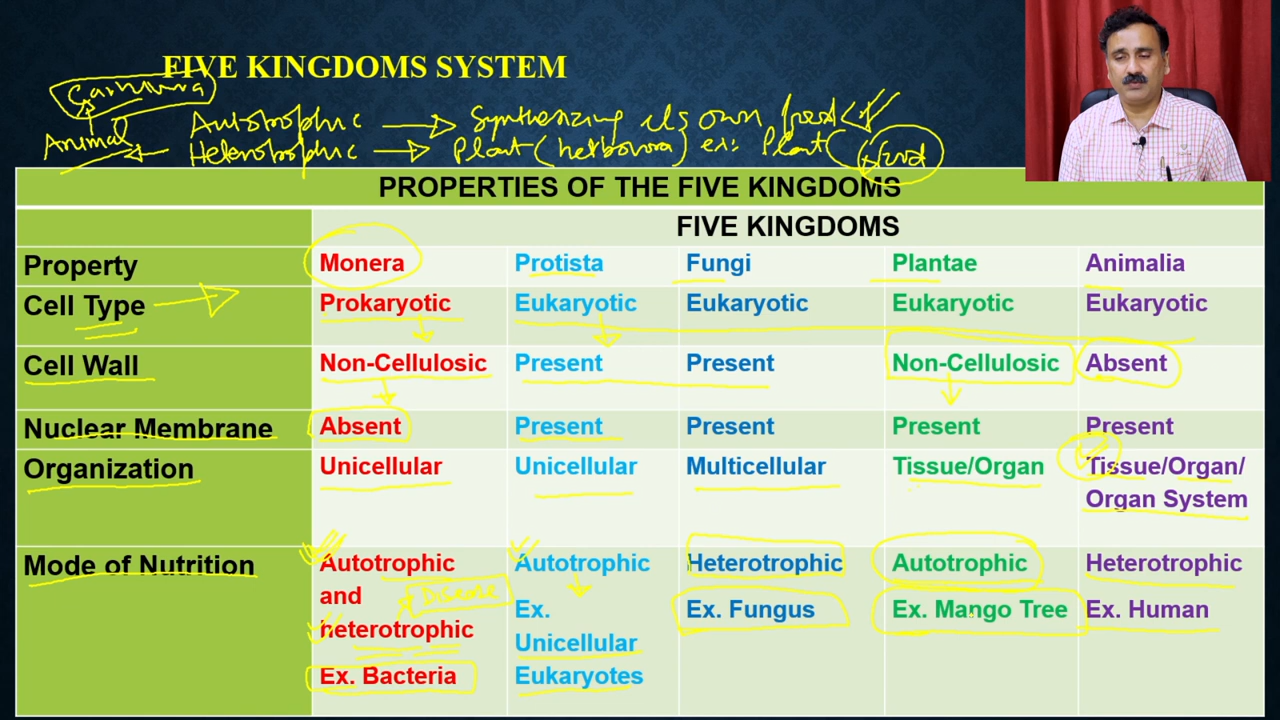 FIVE KINGDOMS SYSTEM
Carnivora
Animal Autotrophic → Synthesizing its own food
Heterotrophic → Plant (herbivora) ex: Plant (food)
PROPERTIES OF THE FIVE KINGDOMS
FIVE KINGDOMS
Property Monera Protista Fungi Plantae Animalia
Cell Type Prokaryotic Eukaryotic Eukaryotic Eukaryotic Eukaryotic
Cell Wall Non-Cellulosic Present Present Non-Cellulosic Absent
Nuclear Membrane Absent Present Present Present Present
Organization Unicellular Unicellular Multicellular Tissue/Organ Tissue/Organ/
Organ System
Mode of Nutrition Autotrophic Autotrophic Heterotrophic Autotrophic Heterotrophic
and Disease Ex. Ex. Fungus Ex. Mango Tree Ex. Human
heterotrophic Unicellular
Ex. Bacteria Eukaryotes